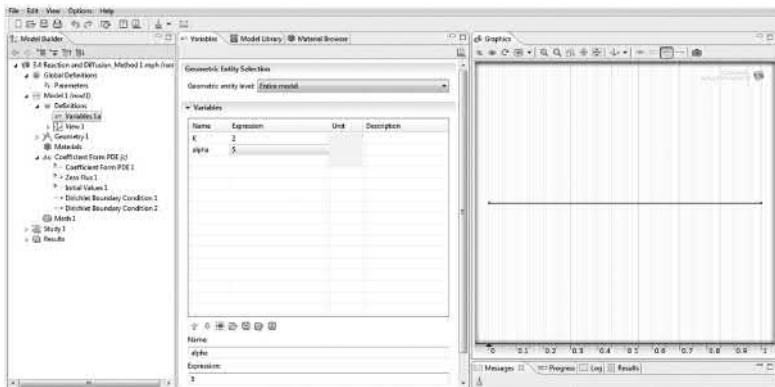 File Edit View Options Help
Model Builder
3.4 Reaction and Diffusion_Method 1.mph (root)
Global Definitions
Parameters
Model 1 (mod1)
Definitions
Variables 1a
View 1
Geometry 1
Materials
Coefficient Form PDE (c)
Coefficient Form PDE 1
Zero Flux 1
Initial Values 1
Dirichlet Boundary Condition 1
Dirichlet Boundary Condition 2
Mesh 1
Study 1
Results
Variables Model Library Material Browser
Geometric Entity Selection
Geometric entity level: Entire model
Variables
Name Expression Unit Description
K 2
alpha 5
Name:
alpha
Expression:
5
Graphics
0 0.1 0.2 0.3 0.4 0.5 0.6 0.7 0.8 0.9 1
Messages Progress Log Results